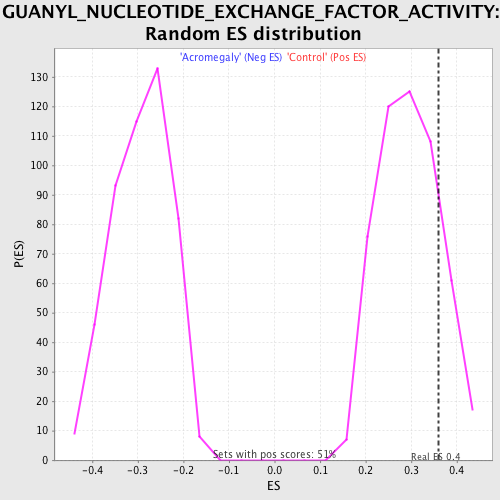 GUANYL_NUCLEOTIDE_EXCHANGE_FACTOR_ACTIVITY:
Random ES distribution
'Acromegaly' (Neg ES) 'Control' (Pos ES)
130
120
110
100
90
80
70
60
50
40
30
20
10
0
P(ES)
Sets with pos scores: 51%
Real ES 0.4
-0.4 -0.3 -0.2 -0.1 0.0 0.1 0.2 0.3 0.4
ES